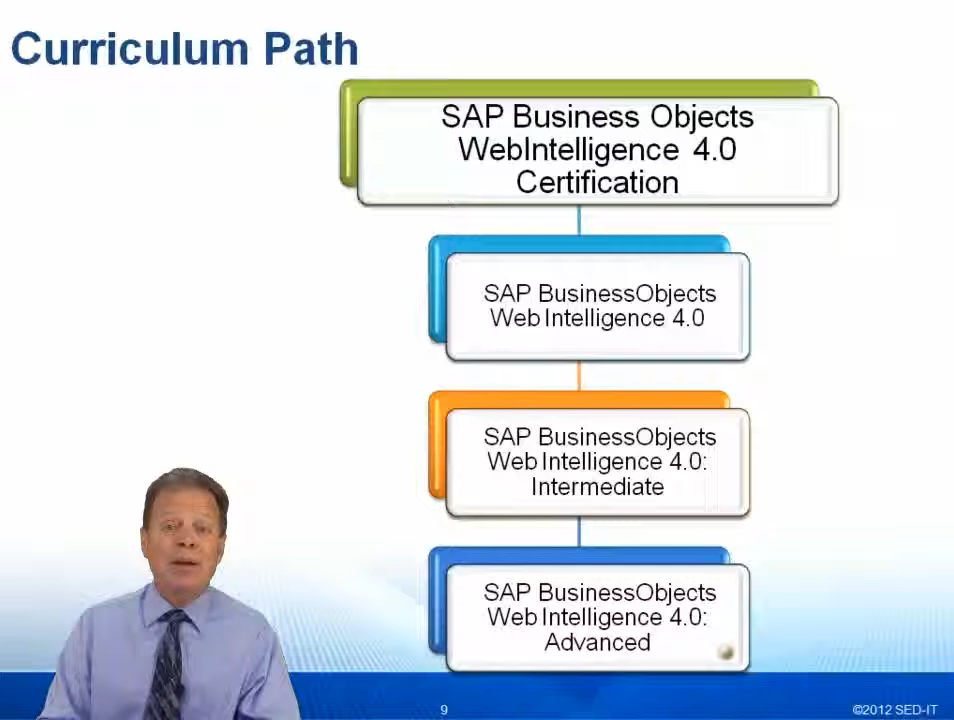 Curriculum Path
SAP Business Objects
WebIntelligence 4.0
Certification
SAP BusinessObjects
Web Intelligence 4.0
SAP BusinessObjects
Web Intelligence 4.0:
Intermediate
SAP BusinessObjects
Web Intelligence 4.0:
Advanced
9
©2012 SED-IT